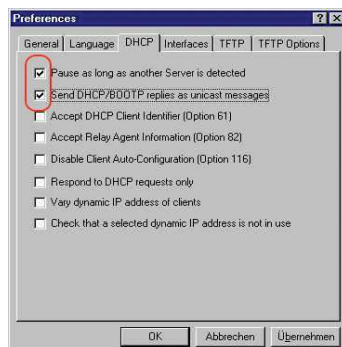 Preferences
General Language DHCP Interfaces TFTP TFTP Options
Pause as long as another Server is detected
Send DHCP/BOOTP replies as unicast messages
Accept DHCP Client Identifier (Option 61)
Accept Relay Agent Information (Option 82)
Disable Client Auto-Configuration (Option 116)
Respond to DHCP requests only
Vary dynamic IP address of clients
Check that a selected dynamic IP address is not in use
OK Abbrechen Übernehmen